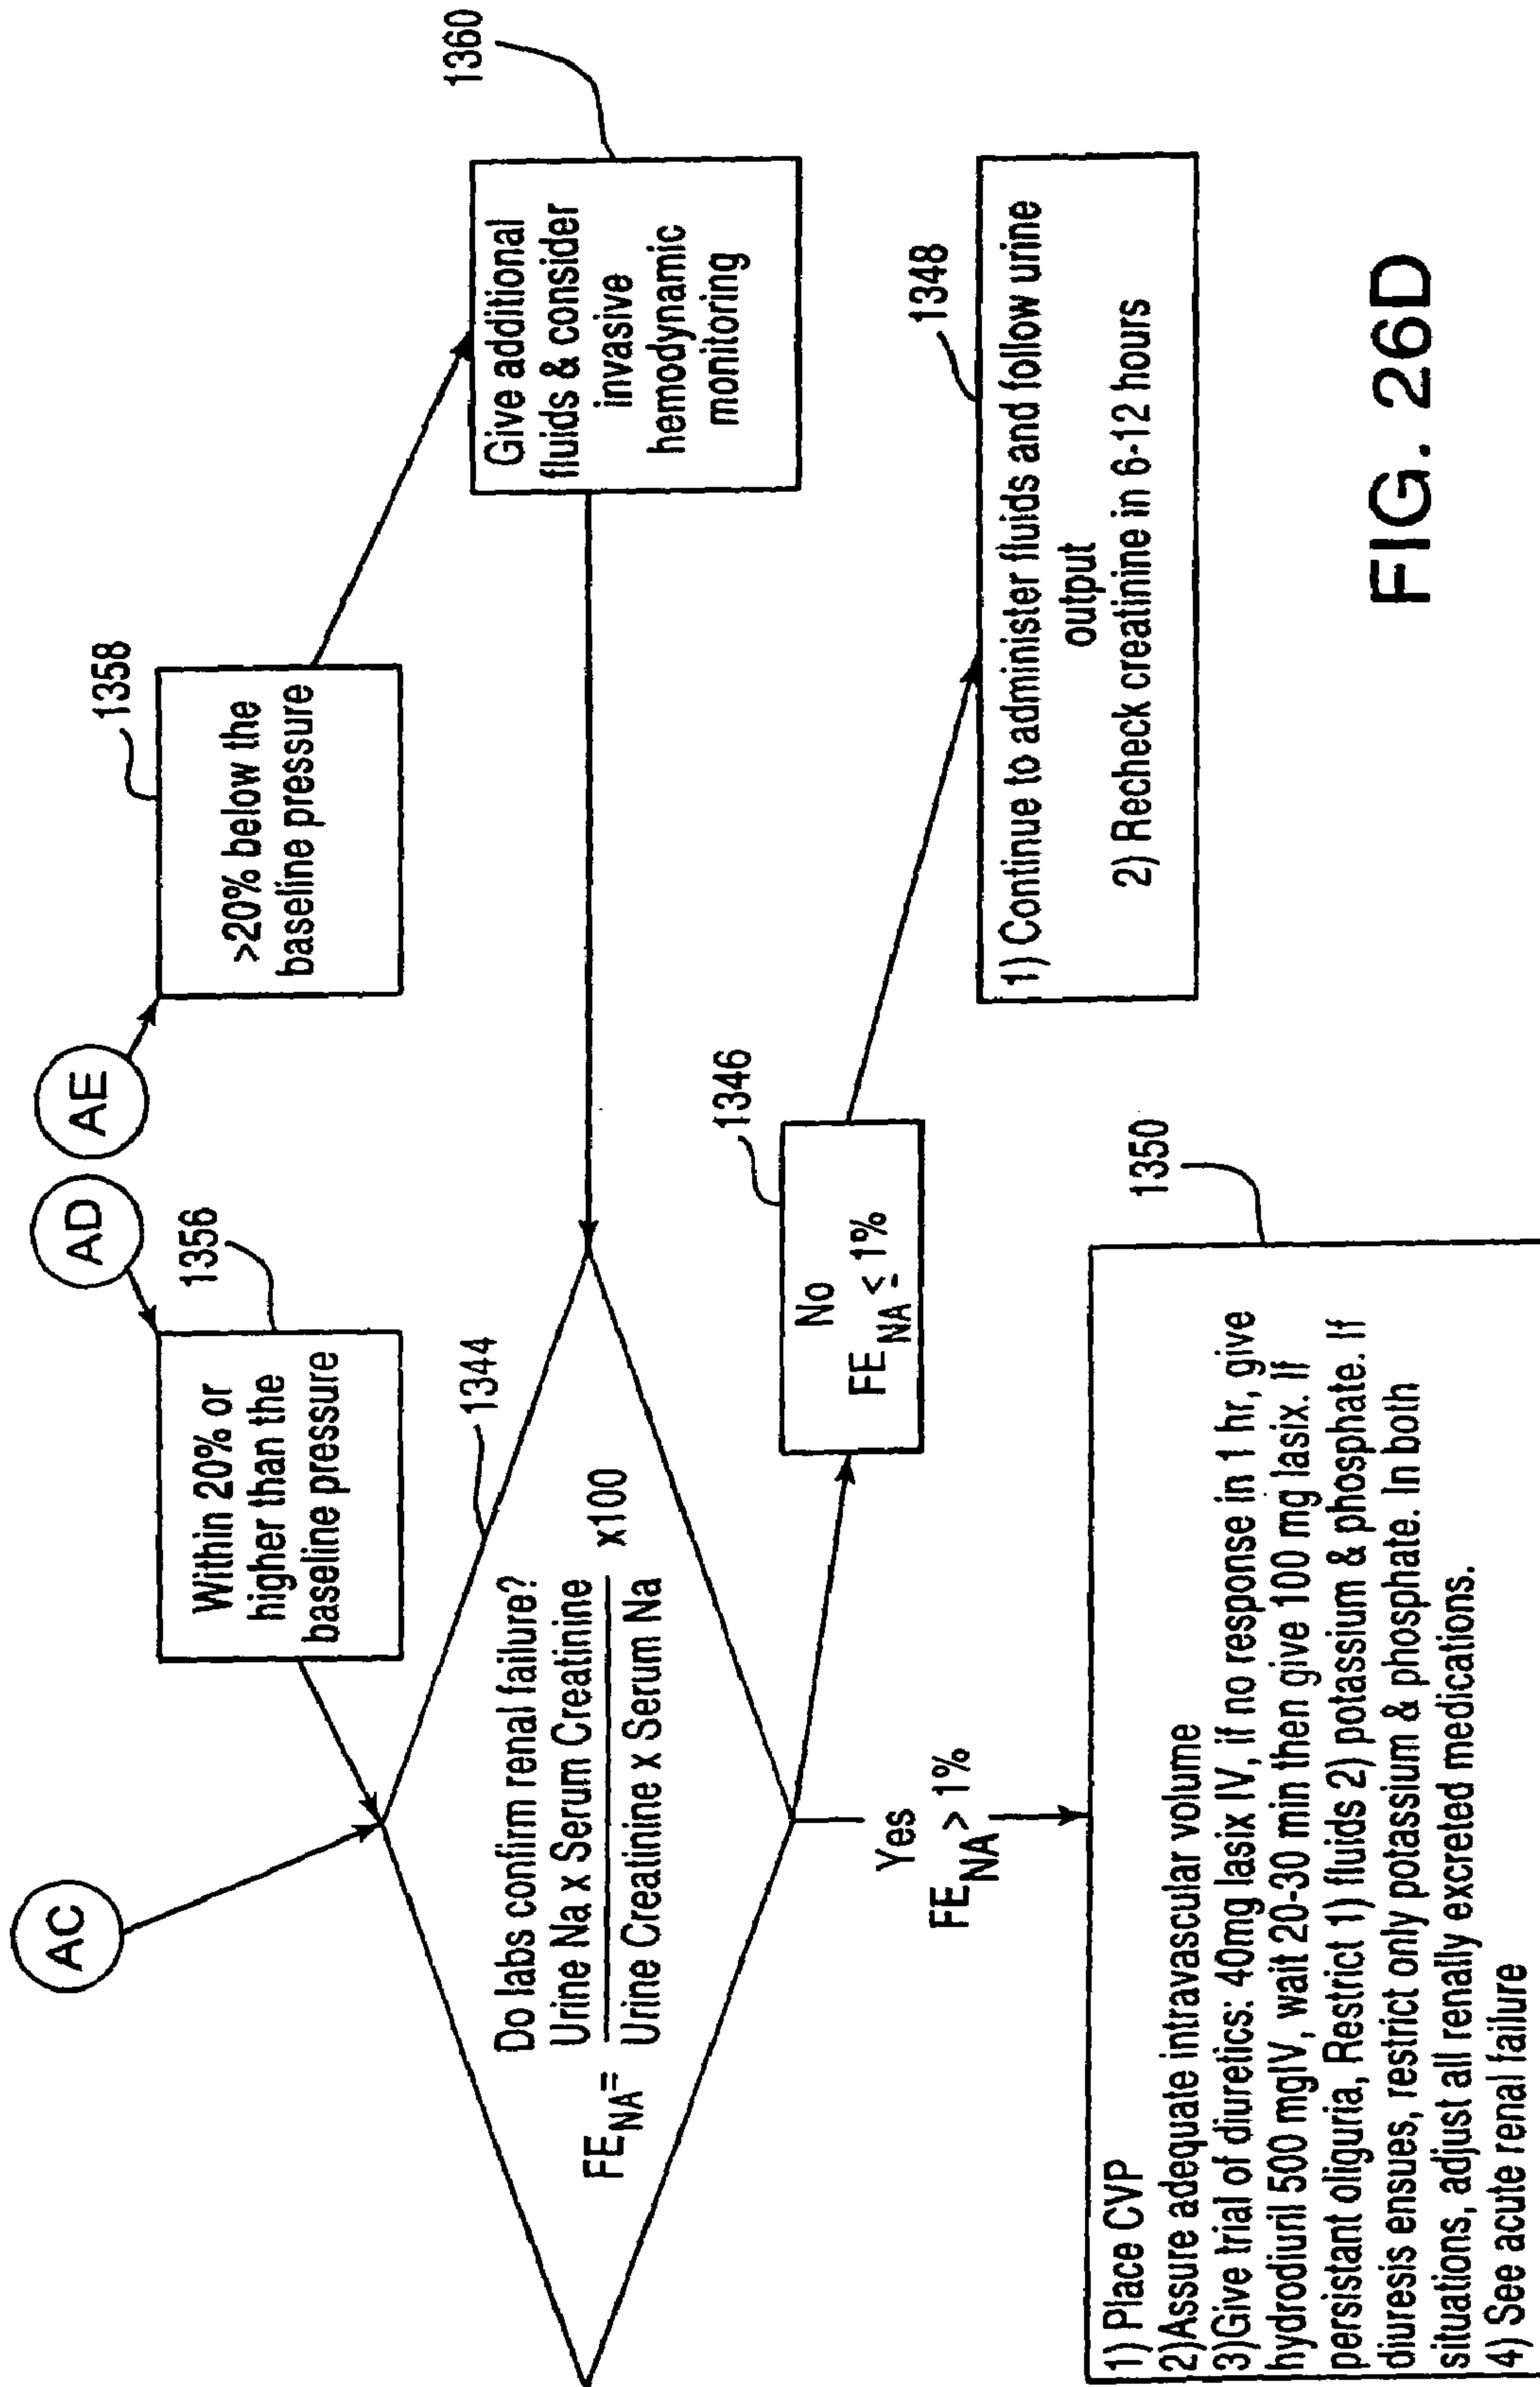 AC
AD
AE
1356
Within 20% or
higher than the
baseline pressure
1358
>20% below the
baseline pressure
1360
Give additional
fluids & consider
invasive
hemodynamic
monitoring
1344
Do labs confirm renal failure?
FE NA = Urine Na x Serum Creatinine x100
Urine Creatinine x Serum Na
1346
No
FE NA ≤ 1%
1348
1) Continue to administer fluids and follow urine
output
2) Recheck creatinine in 6-12 hours
Yes
FE NA > 1%
1350
1) Place CVP
2)Assure adequate intravascular volume
3)Give trial of diuretics: 40mg lasix IV, if no response in 1 hr, give
hydrodiuril 500 mgIV, wait 20-30 min then give 100 mg lasix. If
persistant oliguria, Restrict 1) fluids 2) potassium & phosphate. If
diuresis ensues, restrict only potassium & phosphate. In both
situations, adjust all renally excreted medications.
4) See acute renal failure
FIG. 26D